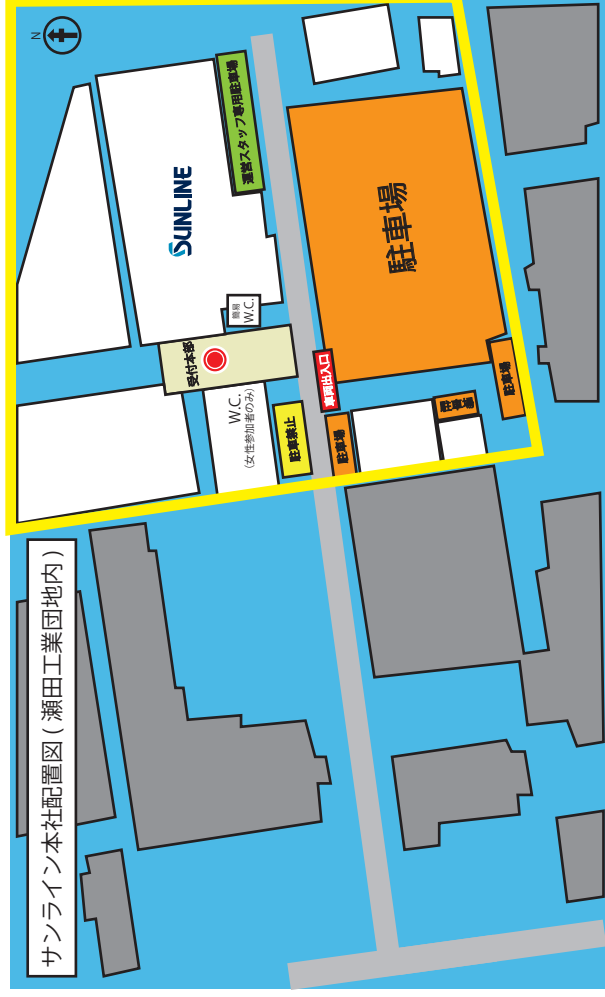 サンライン本社配置図(瀬田工業団地内)
N
SUNLINE
運営スタッフ専用駐車場
簡易
W.C.
受付本部
W.C.
(女性参加者のみ)
駐車禁止
車両出入口
駐車場
駐車場
駐車場
駐車場